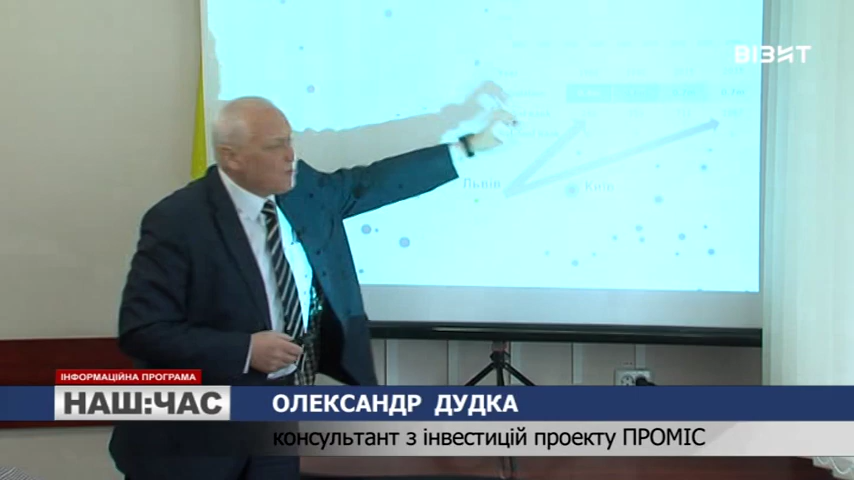 ВІЗИТ
Львів
Київ
ІНФОРМАЦІЙНА ПРОГРАМА
НАШ:ЧАС
ОЛЕКСАНДР ДУДКА
консультант з інвестицій проекту ПРОМІС